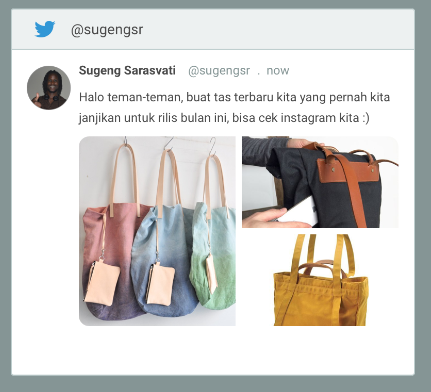 @sugengsr
Sugeng Sarasvati @sugengsr . now
Halo teman-teman, buat tas terbaru kita yang pernah kita
janjikan untuk rilis bulan ini, bisa cek instagram kita :)